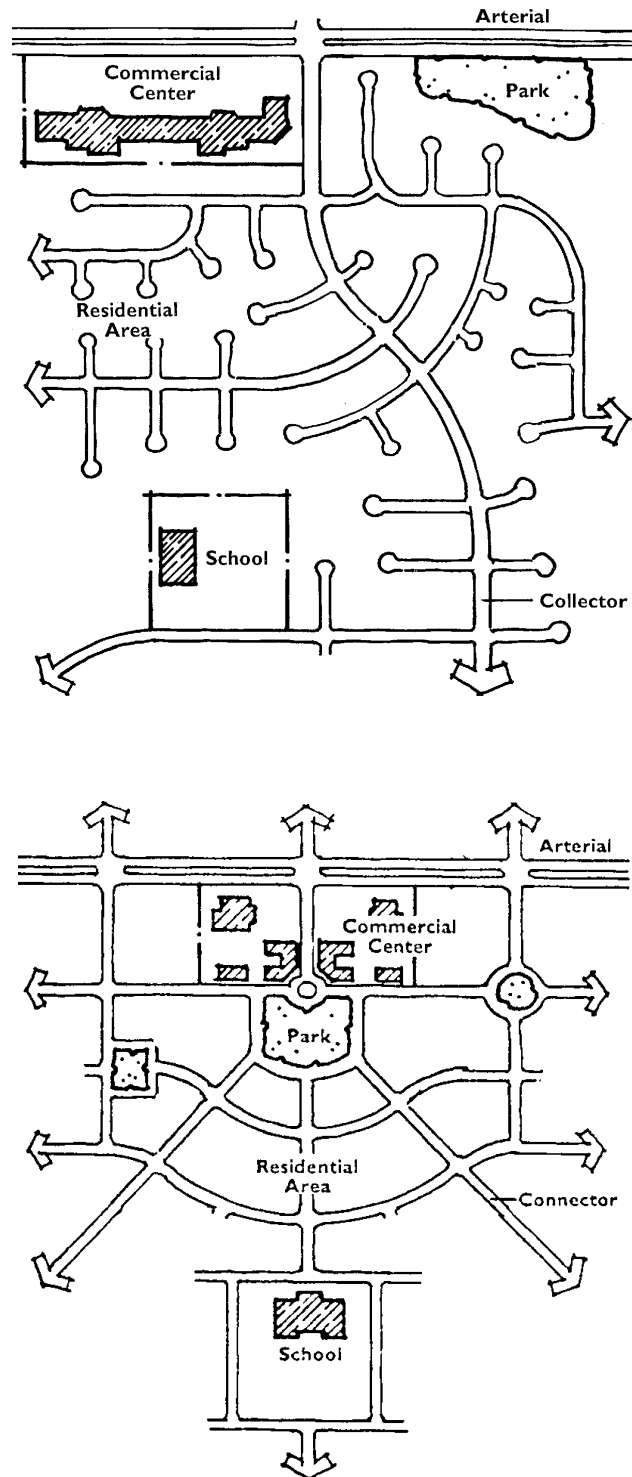 Arterial
Commercial
Center
Park
Residential
Area
School
Collector
Arterial
Commercial
Center
Park
Residential
Area
Connector
School